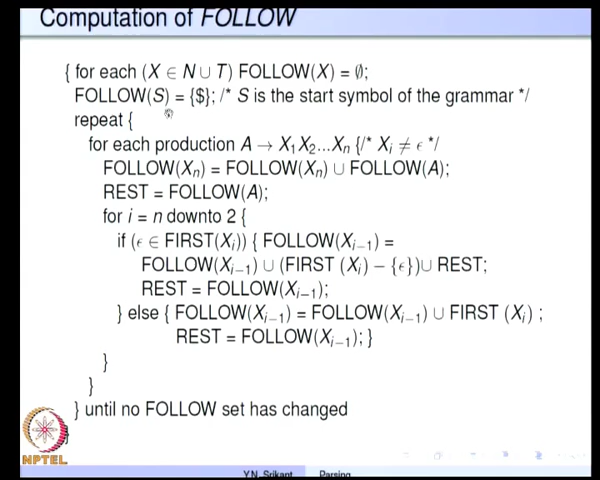 Computation of FOLLOW
{ for each (X ∈ N ∪ T) FOLLOW(X) = ∅;
FOLLOW(S) = {$}; /* S is the start symbol of the grammar */
repeat {
for each production A → X₁X₂...Xₙ {/* Xᵢ ≠ ϵ */
FOLLOW(Xₙ) = FOLLOW(Xₙ) ∪ FOLLOW(A);
REST = FOLLOW(A);
for i = n downto 2 {
if (ϵ ∈ FIRST(Xᵢ)) { FOLLOW(Xᵢ₋₁) =
FOLLOW(Xᵢ₋₁) ∪ (FIRST (Xᵢ) − {ϵ})∪ REST;
REST = FOLLOW(Xᵢ₋₁);
} else { FOLLOW(Xᵢ₋₁) = FOLLOW(Xᵢ₋₁) ∪ FIRST (Xᵢ) ;
REST = FOLLOW(Xᵢ₋₁); }
}
}
} until no FOLLOW set has changed
}
NPTEL
Y.N. Srikant Parsing